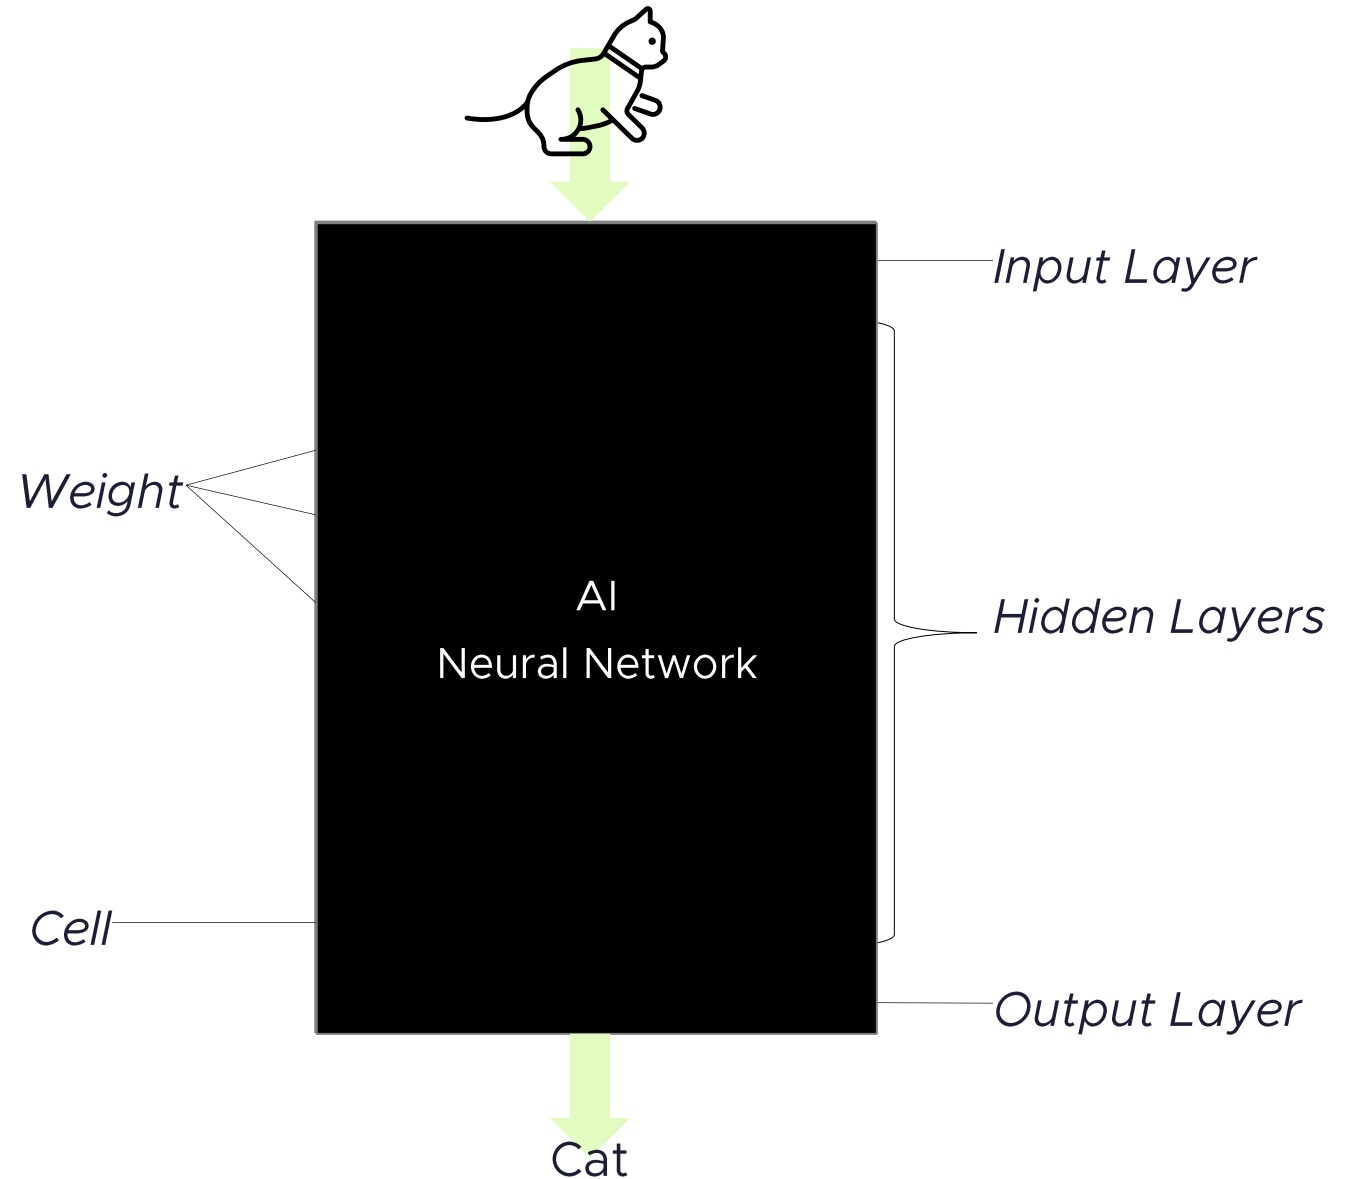 Input Layer
Weight
AI
Neural Network
Hidden Layers
Cell
Output Layer
Cat